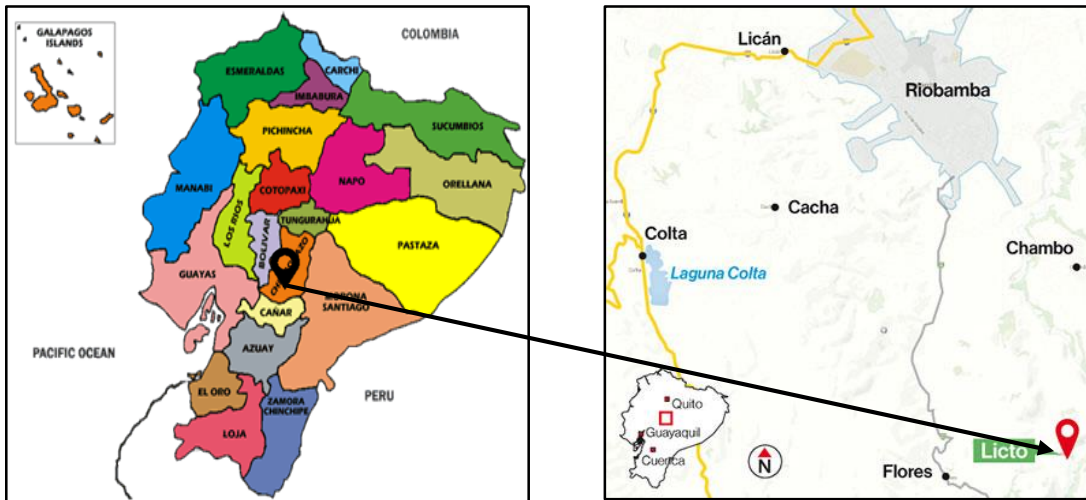 GALAPAGOS
ISLANDS
COLOMBIA
ESMERALDAS
CARCHI
IMBABURA
SUCUMBIOS
PICHINCHA
MANABI
COTOPAXI
NAPO
ORELLANA
LOS RIOS
BOLIVAR
TUNGURAHUA
PASTAZA
GUAYAS
MORONA
SANTIAGO
CAÑAR
AZUAY
PACIFIC OCEAN
PERU
EL ORO
ZAMORA
CHINCHIPE
LOJA
Licán
Riobamba
Cacha
Colta
Chambo
Laguna Colta
Quito
Guayaquil
Cuenca
N
Licto
Flores